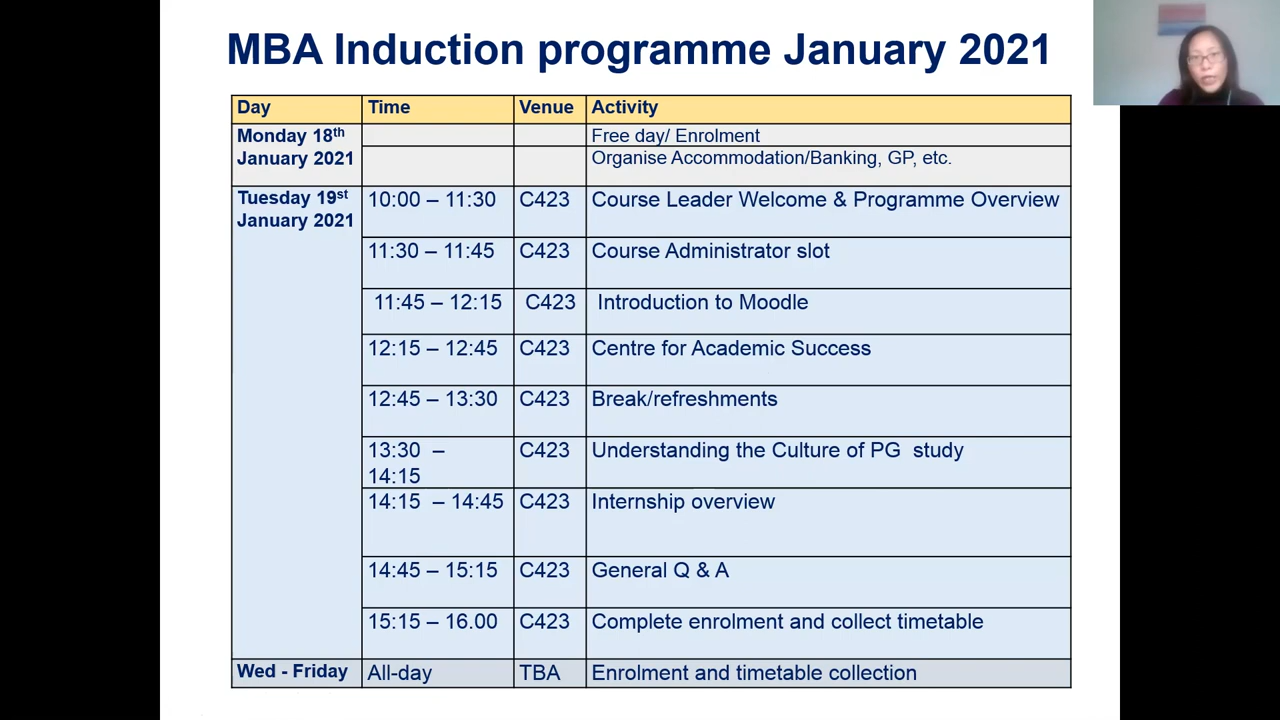 MBA Induction programme January 2021
Day Time Venue Activity
Monday 18th January 2021 Free day/ Enrolment
Organise Accommodation/Banking, GP, etc.
Tuesday 19st January 2021 10:00 – 11:30 C423 Course Leader Welcome & Programme Overview
11:30 – 11:45 C423 Course Administrator slot
11:45 – 12:15 C423 Introduction to Moodle
12:15 – 12:45 C423 Centre for Academic Success
12:45 – 13:30 C423 Break/refreshments
13:30 – 14:15 C423 Understanding the Culture of PG study
14:15 – 14:45 C423 Internship overview
14:45 – 15:15 C423 General Q & A
15:15 – 16.00 C423 Complete enrolment and collect timetable
Wed - Friday All-day TBA Enrolment and timetable collection